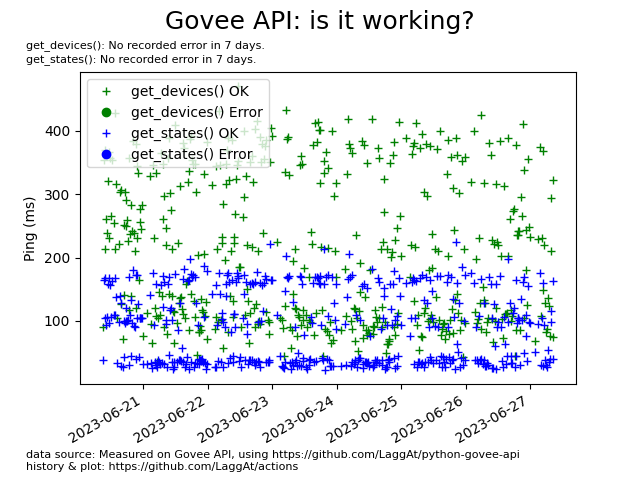 Govee API: is it working?
get_devices(): No recorded error in 7 days.
get_states(): No recorded error in 7 days.
get_devices() OK
get_devices() Error
get_states() OK
get_states() Error
Ping (ms)
400
300
200
100
2023-06-21
2023-06-22
2023-06-23
2023-06-24
2023-06-25
2023-06-26
2023-06-27
data source: Measured on Govee API, using https://github.com/LaggAt/python-govee-api
history & plot: https://github.com/LaggAt/actions